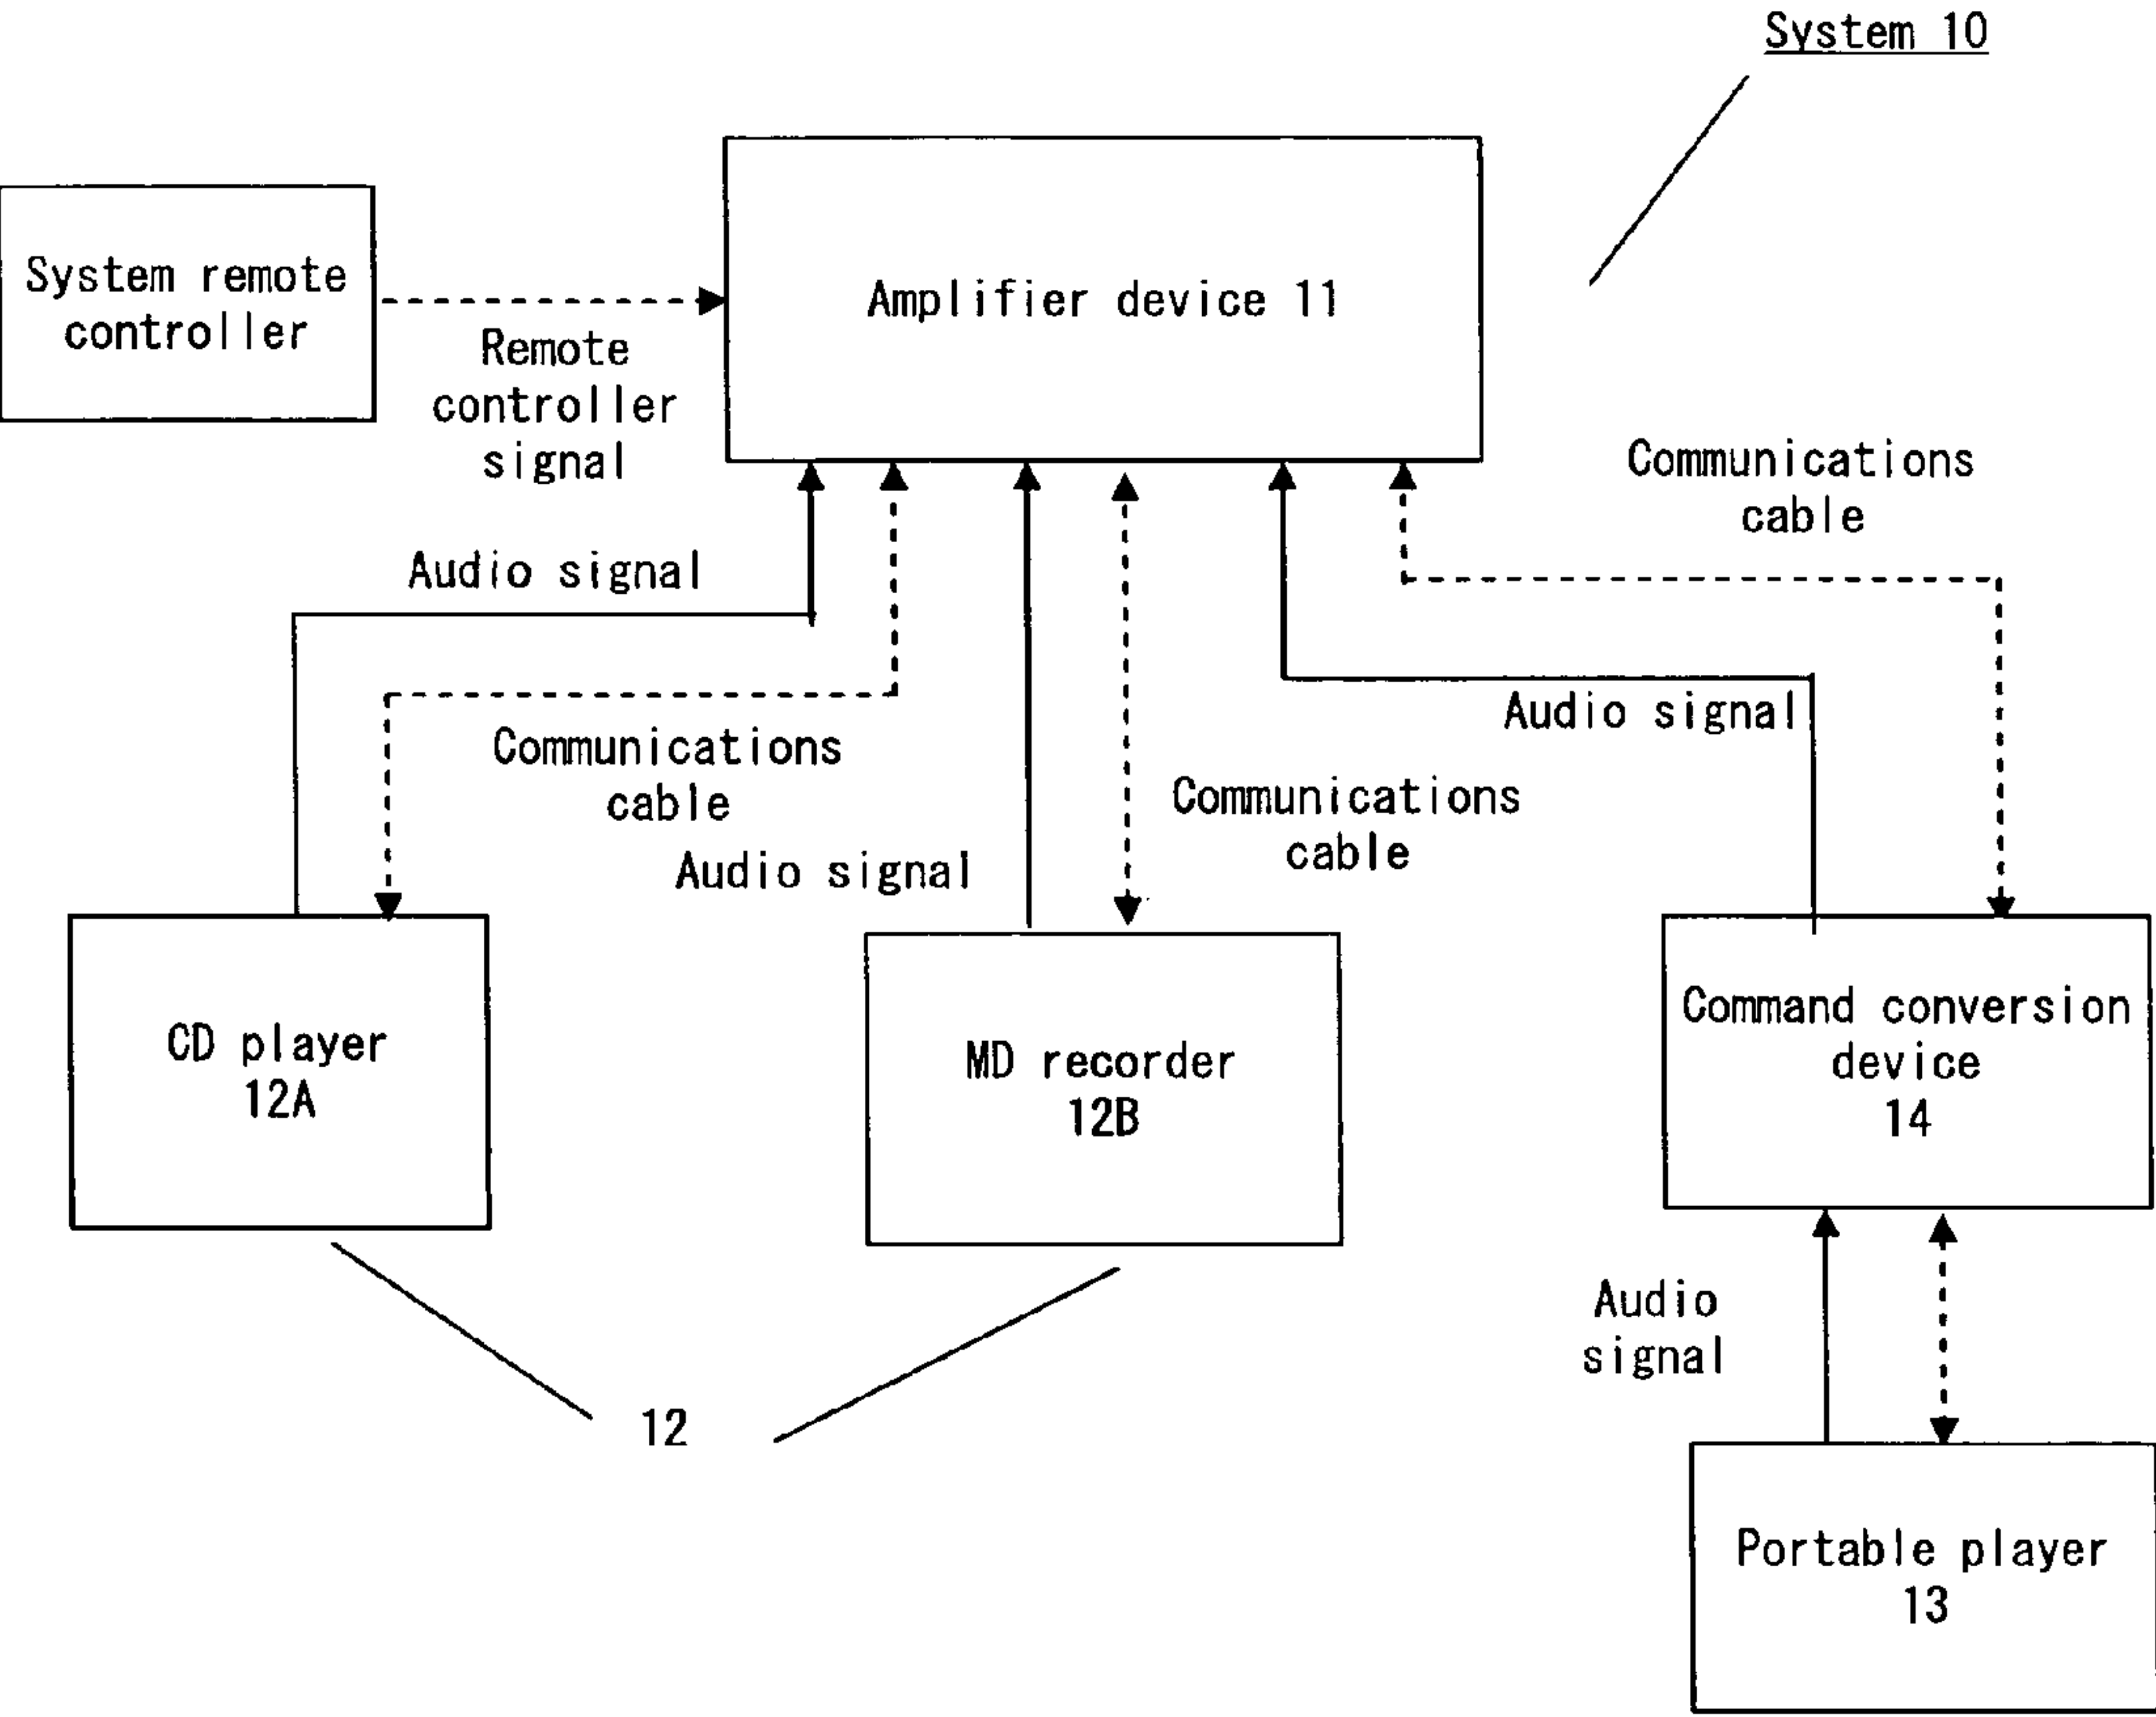 System 10
System remote
controller
Amplifier device 11
Remote
controller
signal
Communications
cable
Audio signal
Audio signal
Communications
cable
Communications
cable
Audio signal
CD player
12A
MD recorder
12B
Command conversion
device
14
Audio
signal
12
Portable player
13